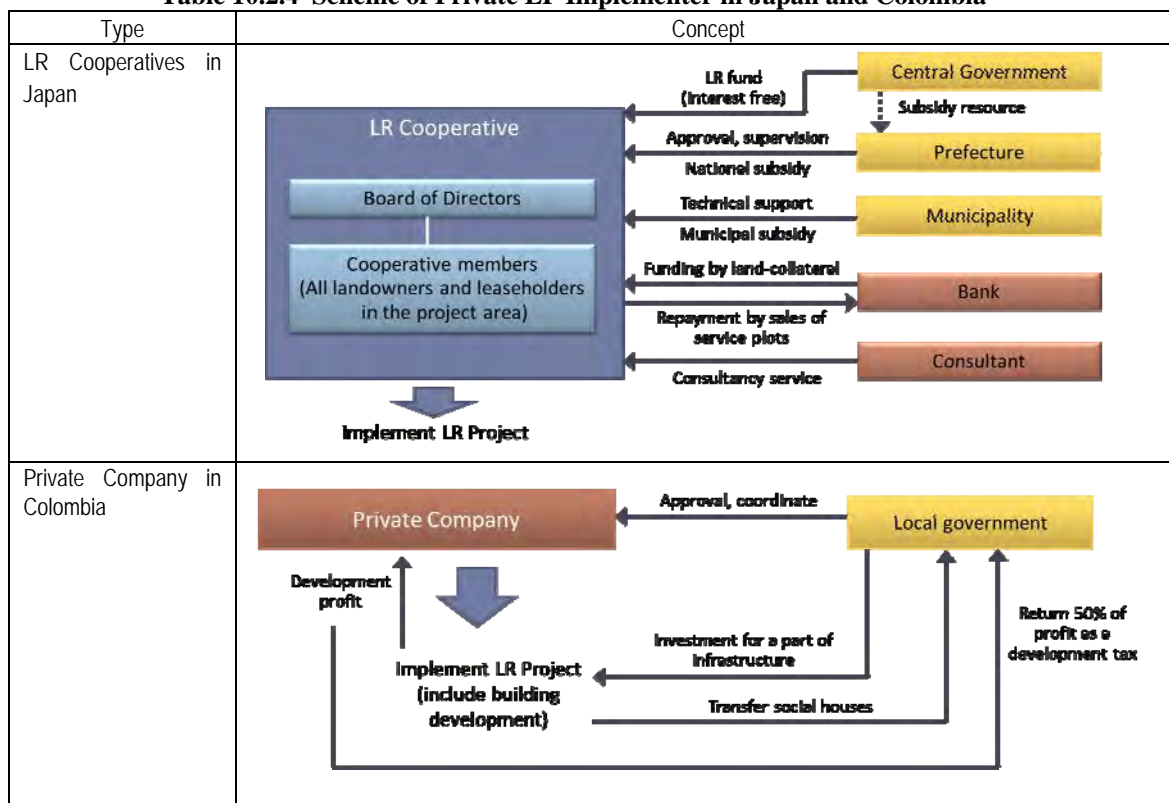 Table 10.2.4 Scheme of Private LP Implementer in Japan and Colombia
Type
Concept
LR Cooperatives in
Japan
LR Cooperative
Board of Directors
Cooperative members
(All landowners and leaseholders
in the project area)
Implement LR Project
LR fund
(Interest free)
Approval, supervision
National subsidy
Technical support
Municipal subsidy
Funding by land-collateral
Repayment by sales of
service plots
Consultancy service
Central Government
Subsidy resource
Prefecture
Municipality
Bank
Consultant
Private Company in
Colombia
Private Company
Approval, coordinate
Local government
Development
profit
Implement LR Project
(include building
development)
Investment for a part of
Infrastructure
Transfer social houses
Return 50% of
profit as a
development tax